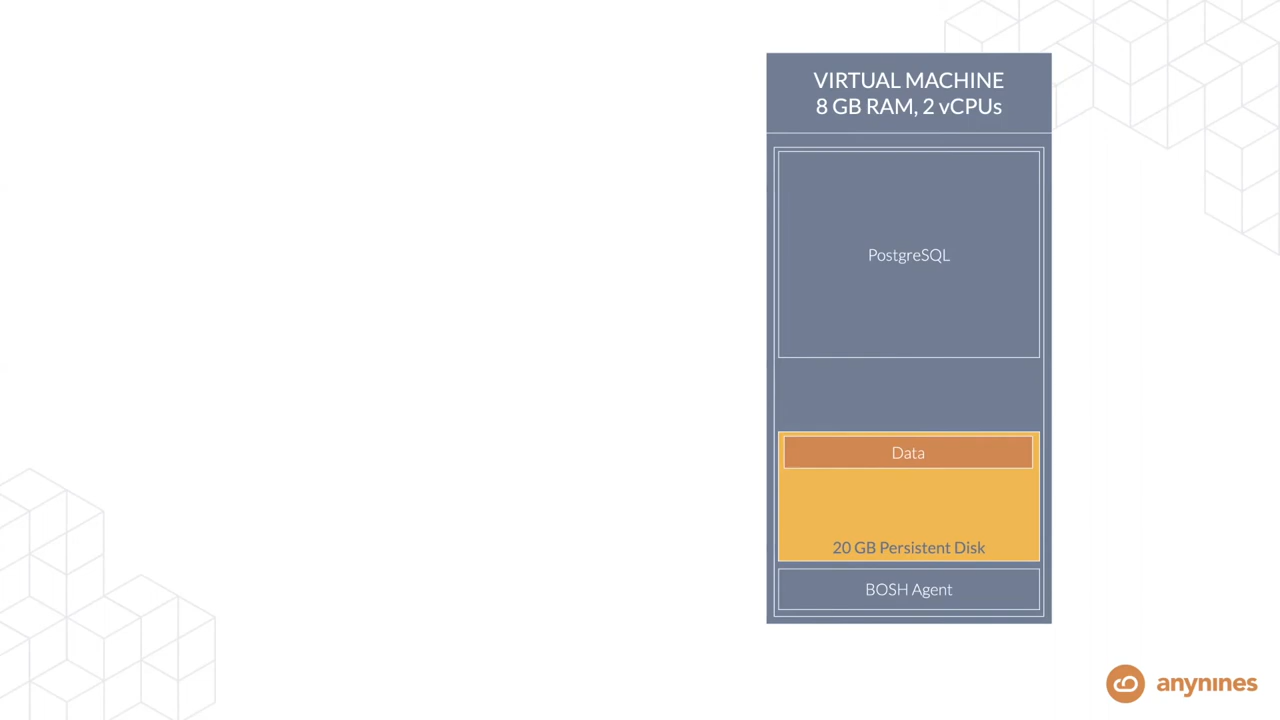 VIRTUAL MACHINE
8 GB RAM, 2 vCPUs
PostgreSQL
Data
20 GB Persistent Disk
BOSH Agent
anynines